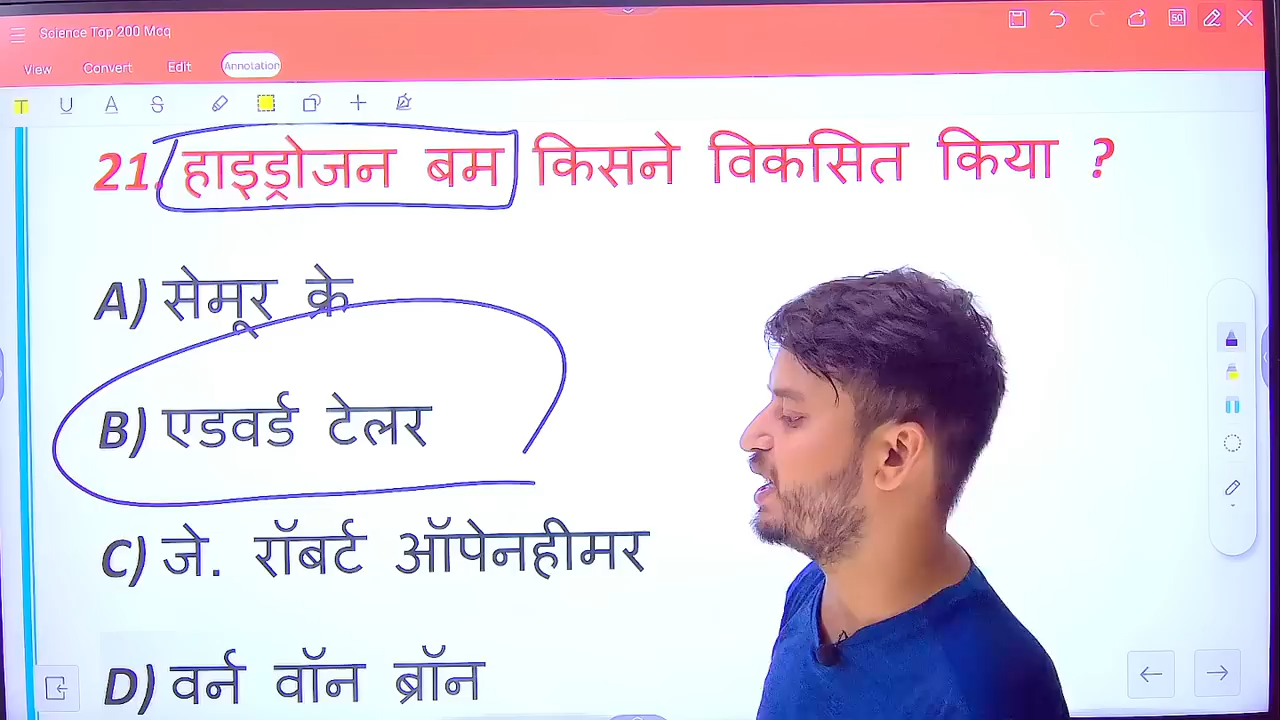 Science Top 200 Mcq
50
View Convert Edit Annotation
T U A S
21. हाइड्रोजन बम किसने विकसित किया ?
A) सेमूर क्रे
B) एडवर्ड टेलर
C) जे. रॉबर्ट ऑपेनहीमर
D) वर्न वॉन ब्रॉन